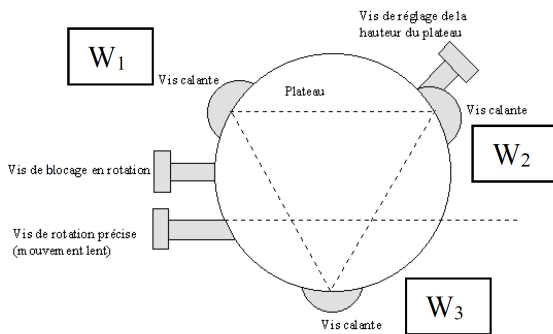 Vis de réglage de la
hauteur du plateau
W1
Vis calante
Plateau
Vis calante
W2
Vis de blocage en rotation
Vis de rotation précise
(mouvement lent)
W3
Vis calante